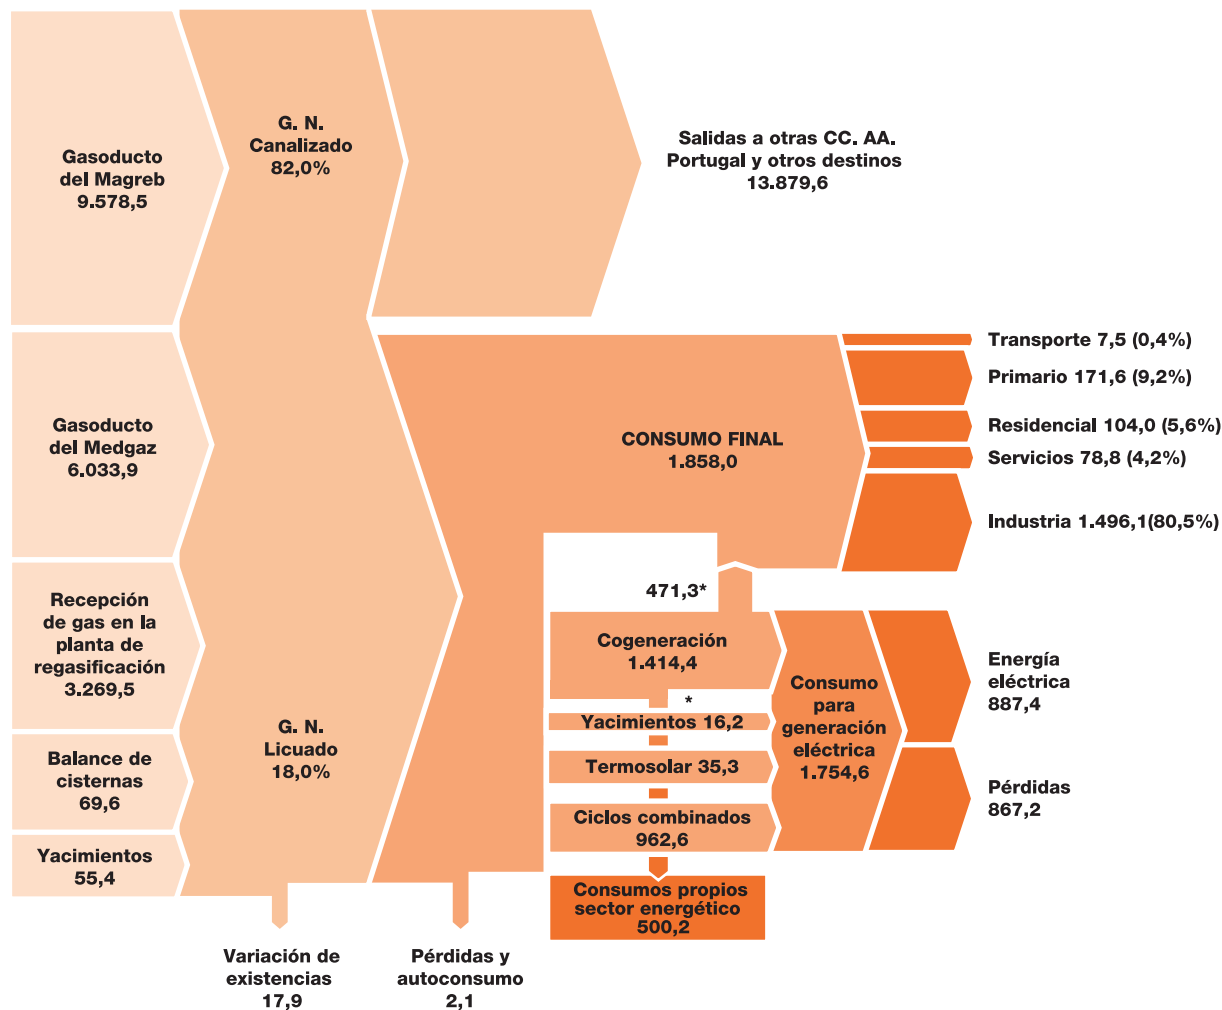 Gasoducto
del Magreb
9.578,5
Gasoducto
del Medgaz
6.033,9
Recepción
de gas en la
planta de
regasificación
3.269,5
Balance de
cisternas
69,6
Yacimientos
55,4
G. N.
Canalizado
82,0%
G. N.
Licuado
18,0%
Variación de
existencias
17,9
Pérdidas y
autoconsumo
2,1
Salidas a otras CC. AA.
Portugal y otros destinos
13.879,6
CONSUMO FINAL
1.858,0
Transporte 7,5 (0,4%)
Primario 171,6 (9,2%)
Residencial 104,0 (5,6%)
Servicios 78,8 (4,2%)
Industria 1.496,1(80,5%)
471,3*
Cogeneración
1.414,4
*
Yacimientos 16,2
Termosolar 35,3
Ciclos combinados
962,6
Consumos propios
sector energético
500,2
Consumo
para
generación
eléctrica
1.754,6
Energía
eléctrica
887,4
Pérdidas
867,2